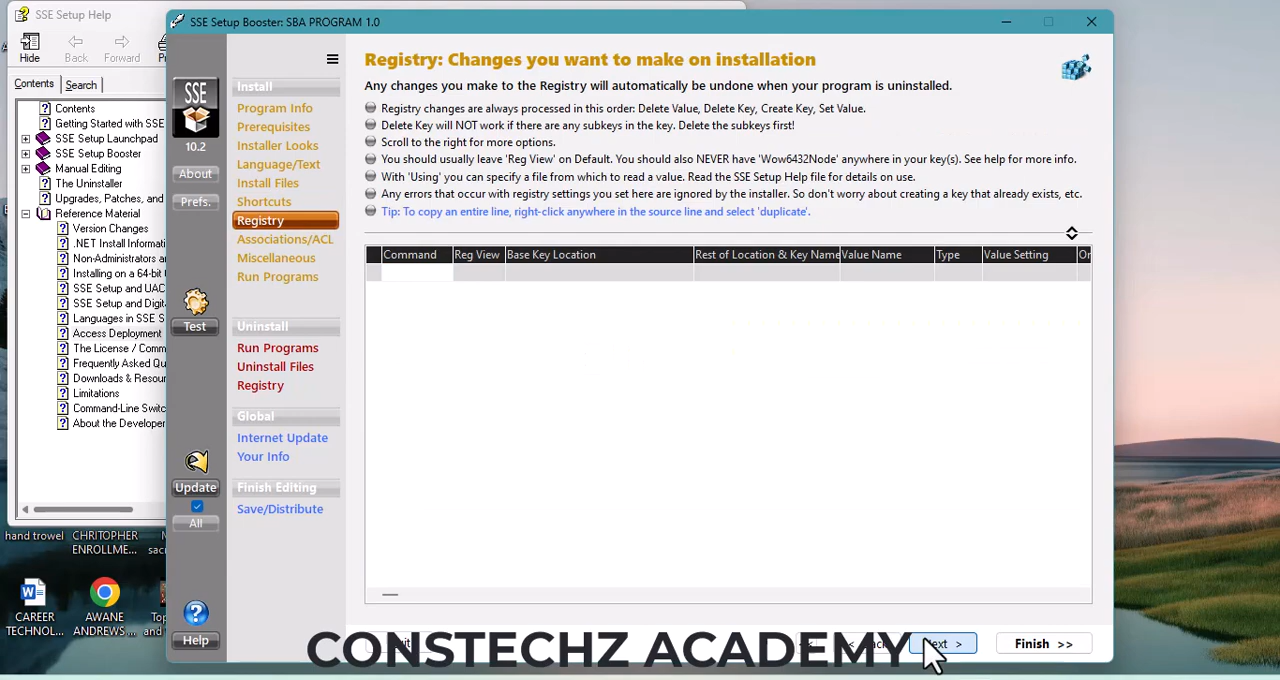 SSE Setup Help
Hide
Back
Forward
Contents
Search
Contents
Getting Started with SSE
SSE Setup Launchpad
SSE Setup Booster
Manual Editing
The Uninstaller
Upgrades, Patches, and
Reference Material
Version Changes
.NET Install Informati
Non-Administrators a
Installing on a 64-bit
SSE Setup and UAC
SSE Setup and Digit
Languages in SSE S
Access Deployment
The License / Comm
Frequently Asked Qu
Downloads & Resou
Limitations
Command-Line Switc
About the Developer
hand trowel
CHRITOPHER
ENROLLME...
sacr
CAREER
TECHNOL...
AWANE
ANDREWS ...
Top
and
SSE Setup Booster: SBA PROGRAM 1.0
SSE
10.2
About
Prefs.
Test
Update
All
Help
Install
Program Info
Prerequisites
Installer Looks
Language/Text
Install Files
Shortcuts
Registry
Associations/ACL
Miscellaneous
Run Programs
Uninstall
Run Programs
Uninstall Files
Registry
Global
Internet Update
Your Info
Finish Editing
Save/Distribute
Registry: Changes you want to make on installation
Any changes you make to the Registry will automatically be undone when your program is uninstalled.
Registry changes are always processed in this order: Delete Value, Delete Key, Create Key, Set Value.
Delete Key will NOT work if there are any subkeys in the key. Delete the subkeys first!
Scroll to the right for more options.
You should usually leave 'Reg View' on Default. You should also NEVER have 'Wow6432Node' anywhere in your key(s). See help for more info.
With 'Using' you can specify a file from which to read a value. Read the SSE Setup Help file for details on use.
Any errors that occur with registry settings you set here are ignored by the installer. So don't worry about creating a key that already exists, etc.
Tip: To copy an entire line, right-click anywhere in the source line and select 'duplicate'.
Command Reg View Base Key Location Rest of Location & Key Name Value Name Type Value Setting Or
Finish >>
CONSTECHZ ACADEMY